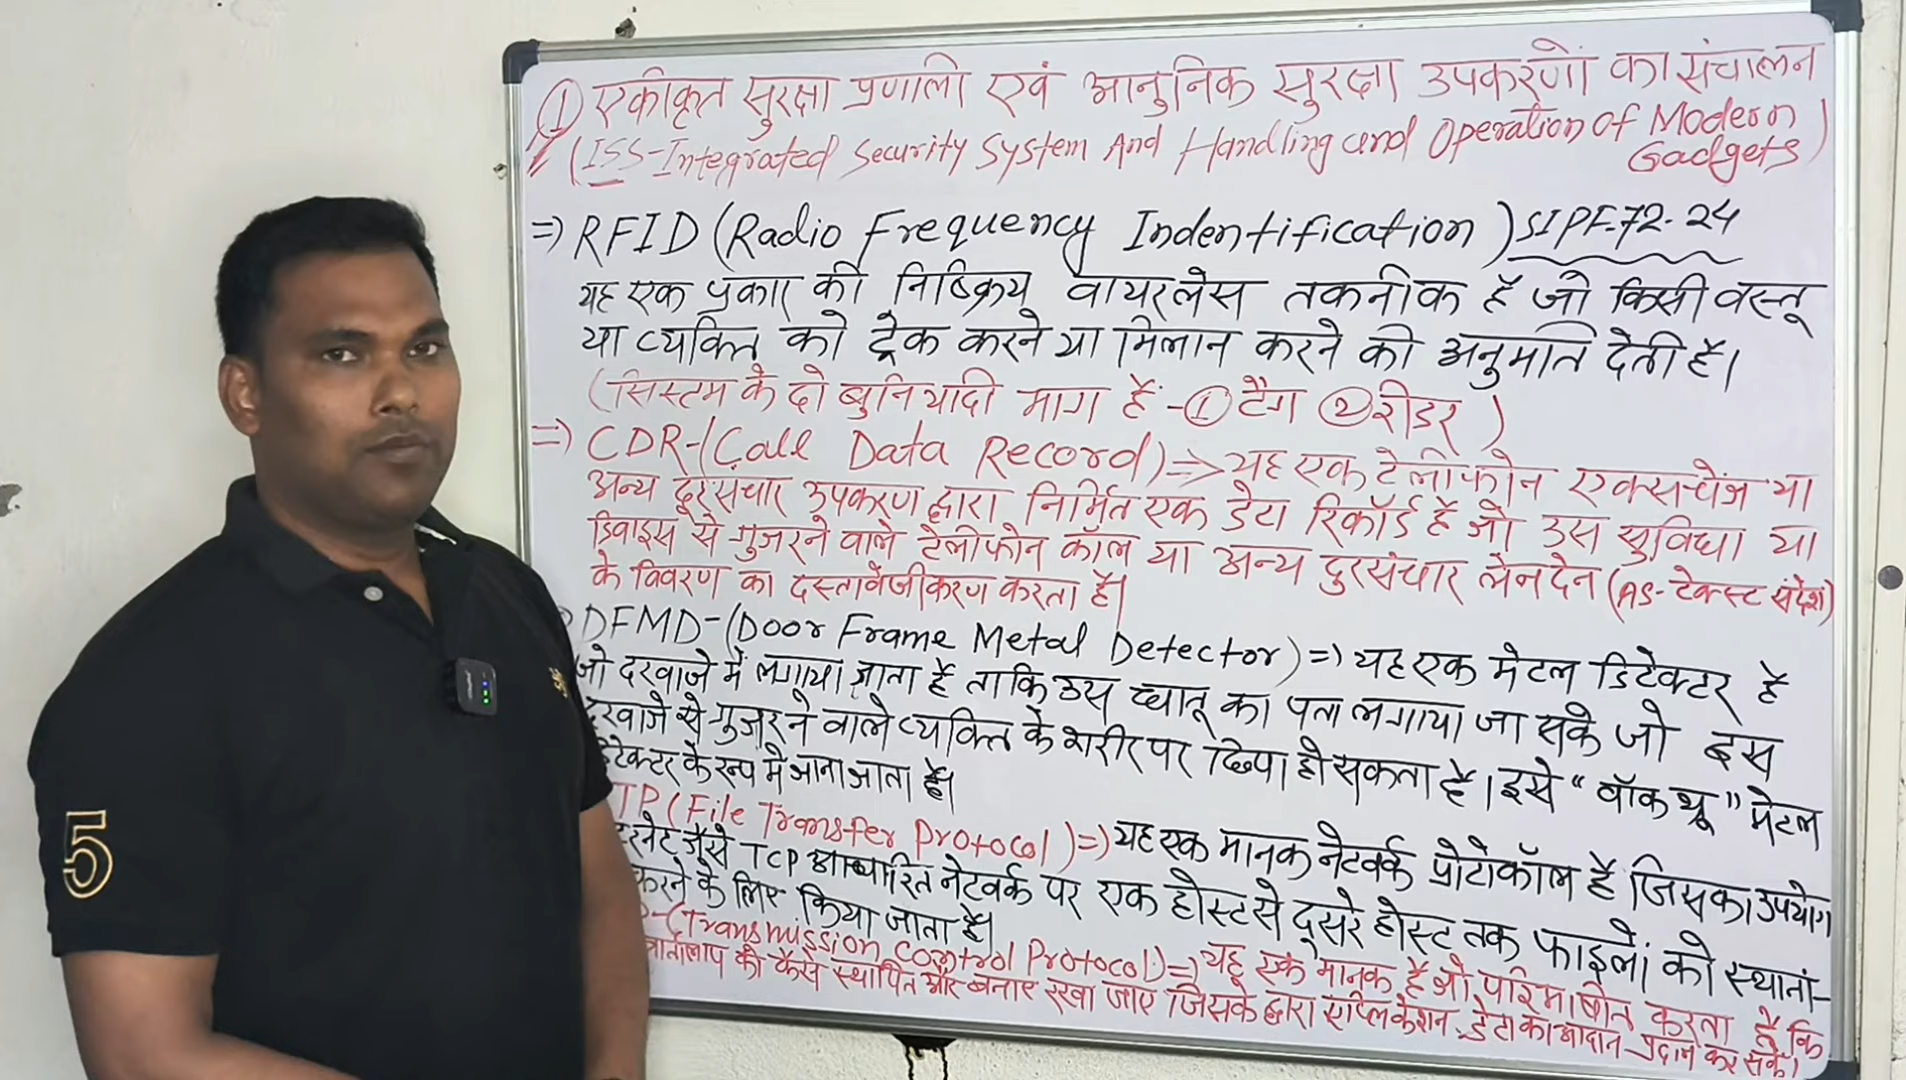 ① एकीकृत सुरक्षा प्रणाली एवं आधुनिक सुरक्षा उपकरणों का संचालन
(ISS-Integrated Security System And Handling and Operation of Modern
Gadgets)
=) RFID (Radio Frequency Indentification) SIPF-72-24
यह एक प्रकार की निष्क्रिय वायरलेस तकनीक है जो किसी वस्तू
या व्यक्ति को ट्रेक करने या मिलान करने की अनुमति देती है।
(सिस्टम के दो बुनियादी भाग हैं -① टैग ② रीडर)
=) CDR-(Call Data Record)=> यह एक टेलीफोन एक्सचेंज या
अन्य दूरसंचार उपकरण द्वारा निर्मित एक डेटा रिकॉर्ड है जो उस सुविधा या
डिवाइस से गुजरने वाले टेलीफोन कॉल या अन्य दुरसंचार लेनदेन (AS-टेक्स्ट संदेश)
के विवरण का दस्तावेजीकरण करता है।
DFMD-(Door Frame Metal Detector)=) यह एक मेटल डिटेक्टर है
जो दरवाजे में लगाया जाता है ताकि उस धातू का पता लगाया जा सके जो इस
दरवाजे से गुजरने वाले व्यक्ति के शरीर पर छिपा हो सकता है। इसे "वॉक थ्रू" मेटल
डिटेक्टर के रूप में जाना जाता है।
TP (File Transfer Protocol)=) यह एक मानक नेटवर्क प्रोटोकॉल है जिसका उपयोग
रनेट जैसे TCP आधारित नेटवर्क पर एक होस्ट से दूसरे होस्ट तक फाइलों को स्थानां-
करने के लिए किया जाता है।
P-(Transmission Control Protocol)=) यह एक मानक है जो परिभाषीत करता है कि
वार्तालाप को कैसे स्थापित और बनाए रखा जाए जिसके द्वारा एप्लिकेशन डेटा का आदान प्रदान कर सके।
5